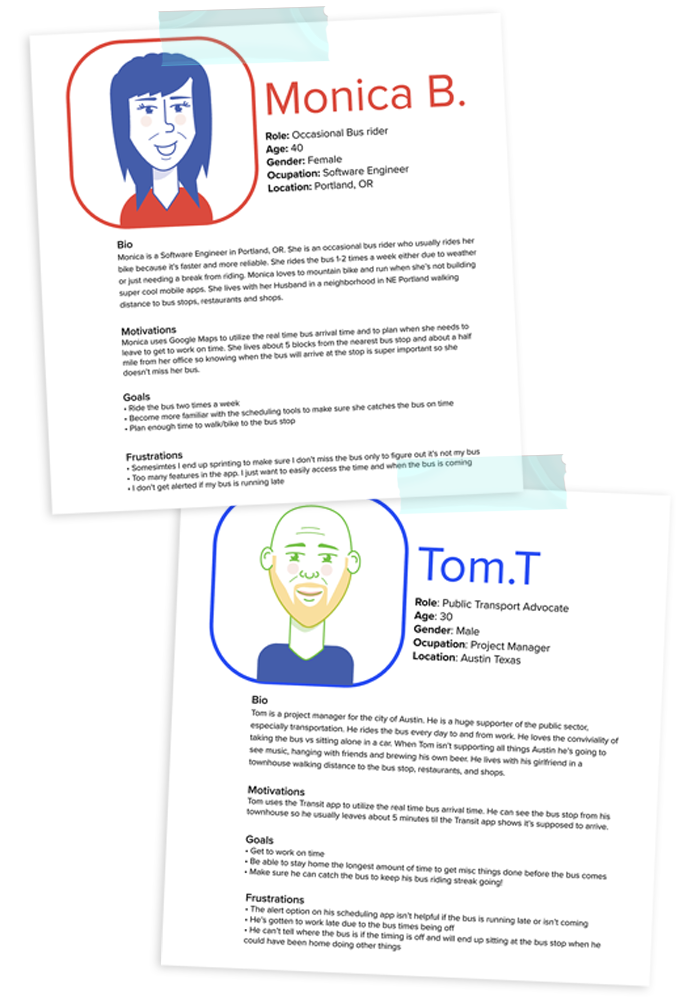 Monica B.
Role: Occasional Bus rider
Age: 40
Gender: Female
Ocupation: Software Engineer
Location: Portland, OR
Bio
Monica is a Software Engineer in Portland, OR. She is an occasional bus rider who usually rides her
bike because it's faster and more reliable. She rides the bus 1-2 times a week either due to weather
or just needing a break from riding. Monica loves to mountain bike and run when she's not building
super cool mobile apps. She lives with her Husband in a neighborhood in NE Portland walking
distance to bus stops, restaurants and shops.
Motivations
Monica uses Google Maps to utilize the real time bus arrival time and to plan when she needs to
leave to get to work on time. She lives about 5 blocks from the nearest bus stop and about a half
mile from her office so knowing when the bus will arrive at the stop is super important so she
doesn't miss her bus.
Goals
• Ride the bus two times a week
• Become more familiar with the scheduling tools to make sure she catches the bus on time
• Plan enough time to walk/bike to the bus stop
Frustrations
• Somesimtes I end up sprinting to make sure I don't miss the bus only to figure out it's not my bus
• Too many features in the app. I just want to easily access the time and when the bus is coming
• I don't get alerted if my bus is running late
Tom.T
Role: Public Transport Advocate
Age: 30
Gender: Male
Ocupation: Project Manager
Location: Austin Texas
Bio
Tom is a project manager for the city of Austin. He is a huge supporter of the public sector,
especially transportation. He rides the bus every day to and from work. He loves the conviviality of
taking the bus vs sitting alone in a car. When Tom isn't supporting all things Austin he's going to
see music, hanging with friends and brewing his own beer. He lives with his girlfriend in a
townhouse walking distance to the bus stop, restaurants, and shops.
Motivations
Tom uses the Transit app to utilize the real time bus arrival time. He can see the bus stop from his
townhouse so he usually leaves about 5 minutes til the Transit app shows it's supposed to arrive.
Goals
• Get to work on time
• Be able to stay home the longest amount of time to get misc things done before the bus comes
• Make sure he can catch the bus to keep his bus riding streak going!
Frustrations
• The alert option on his scheduling app isn't helpful if the bus is running late or isn't coming
• He's gotten to work late due to the bus times being off
• He can't tell where the bus is if the timing is off and will end up sitting at the bus stop when he
could have been home doing other things